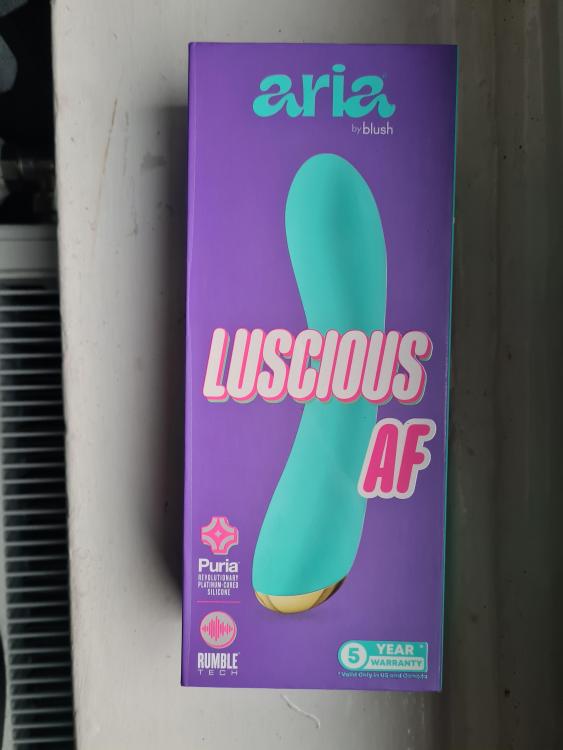 aria
by blush
LUSCIOUS
AF
Puria
REVOLUTIONARY
PLATINUM-CURED
SILICONE
RUMBLE
TECH
5 YEAR*
WARRANTY
*Valid Only in US and Canada